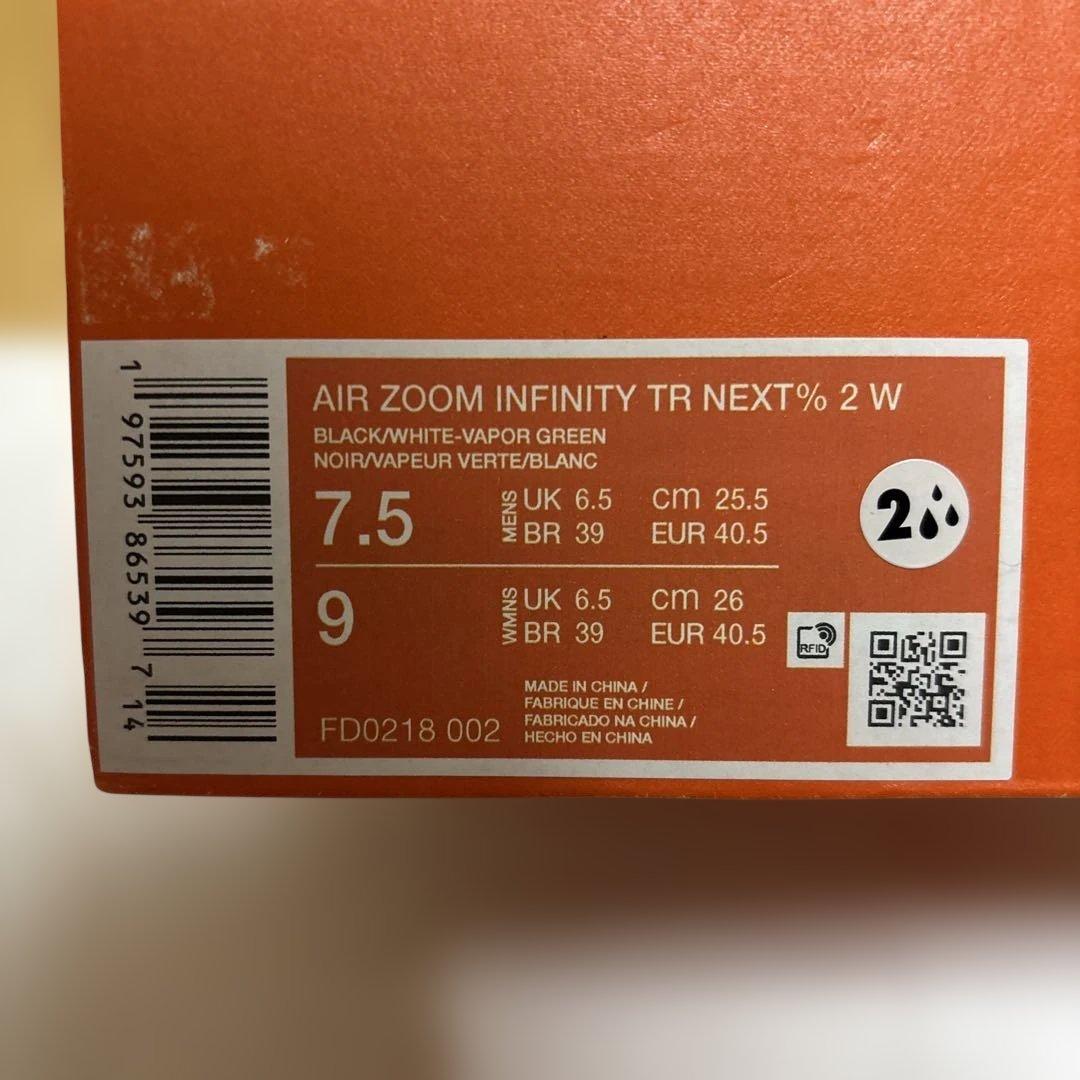 AIR ZOOM INFINITY TR NEXT% 2 W
BLACK/WHITE-VAPOR GREEN
NOIR/VAPEUR VERTE/BLANC
7.5 MENS UK 6.5 cm 25.5
BR 39 EUR 40.5
9 WMNS UK 6.5 cm 26
BR 39 EUR 40.5
FD0218 002
MADE IN CHINA /
FABRIQUE EN CHINE /
FABRICADO NA CHINA /
HECHO EN CHINA
RFID
2
1 97593 86539 7 14